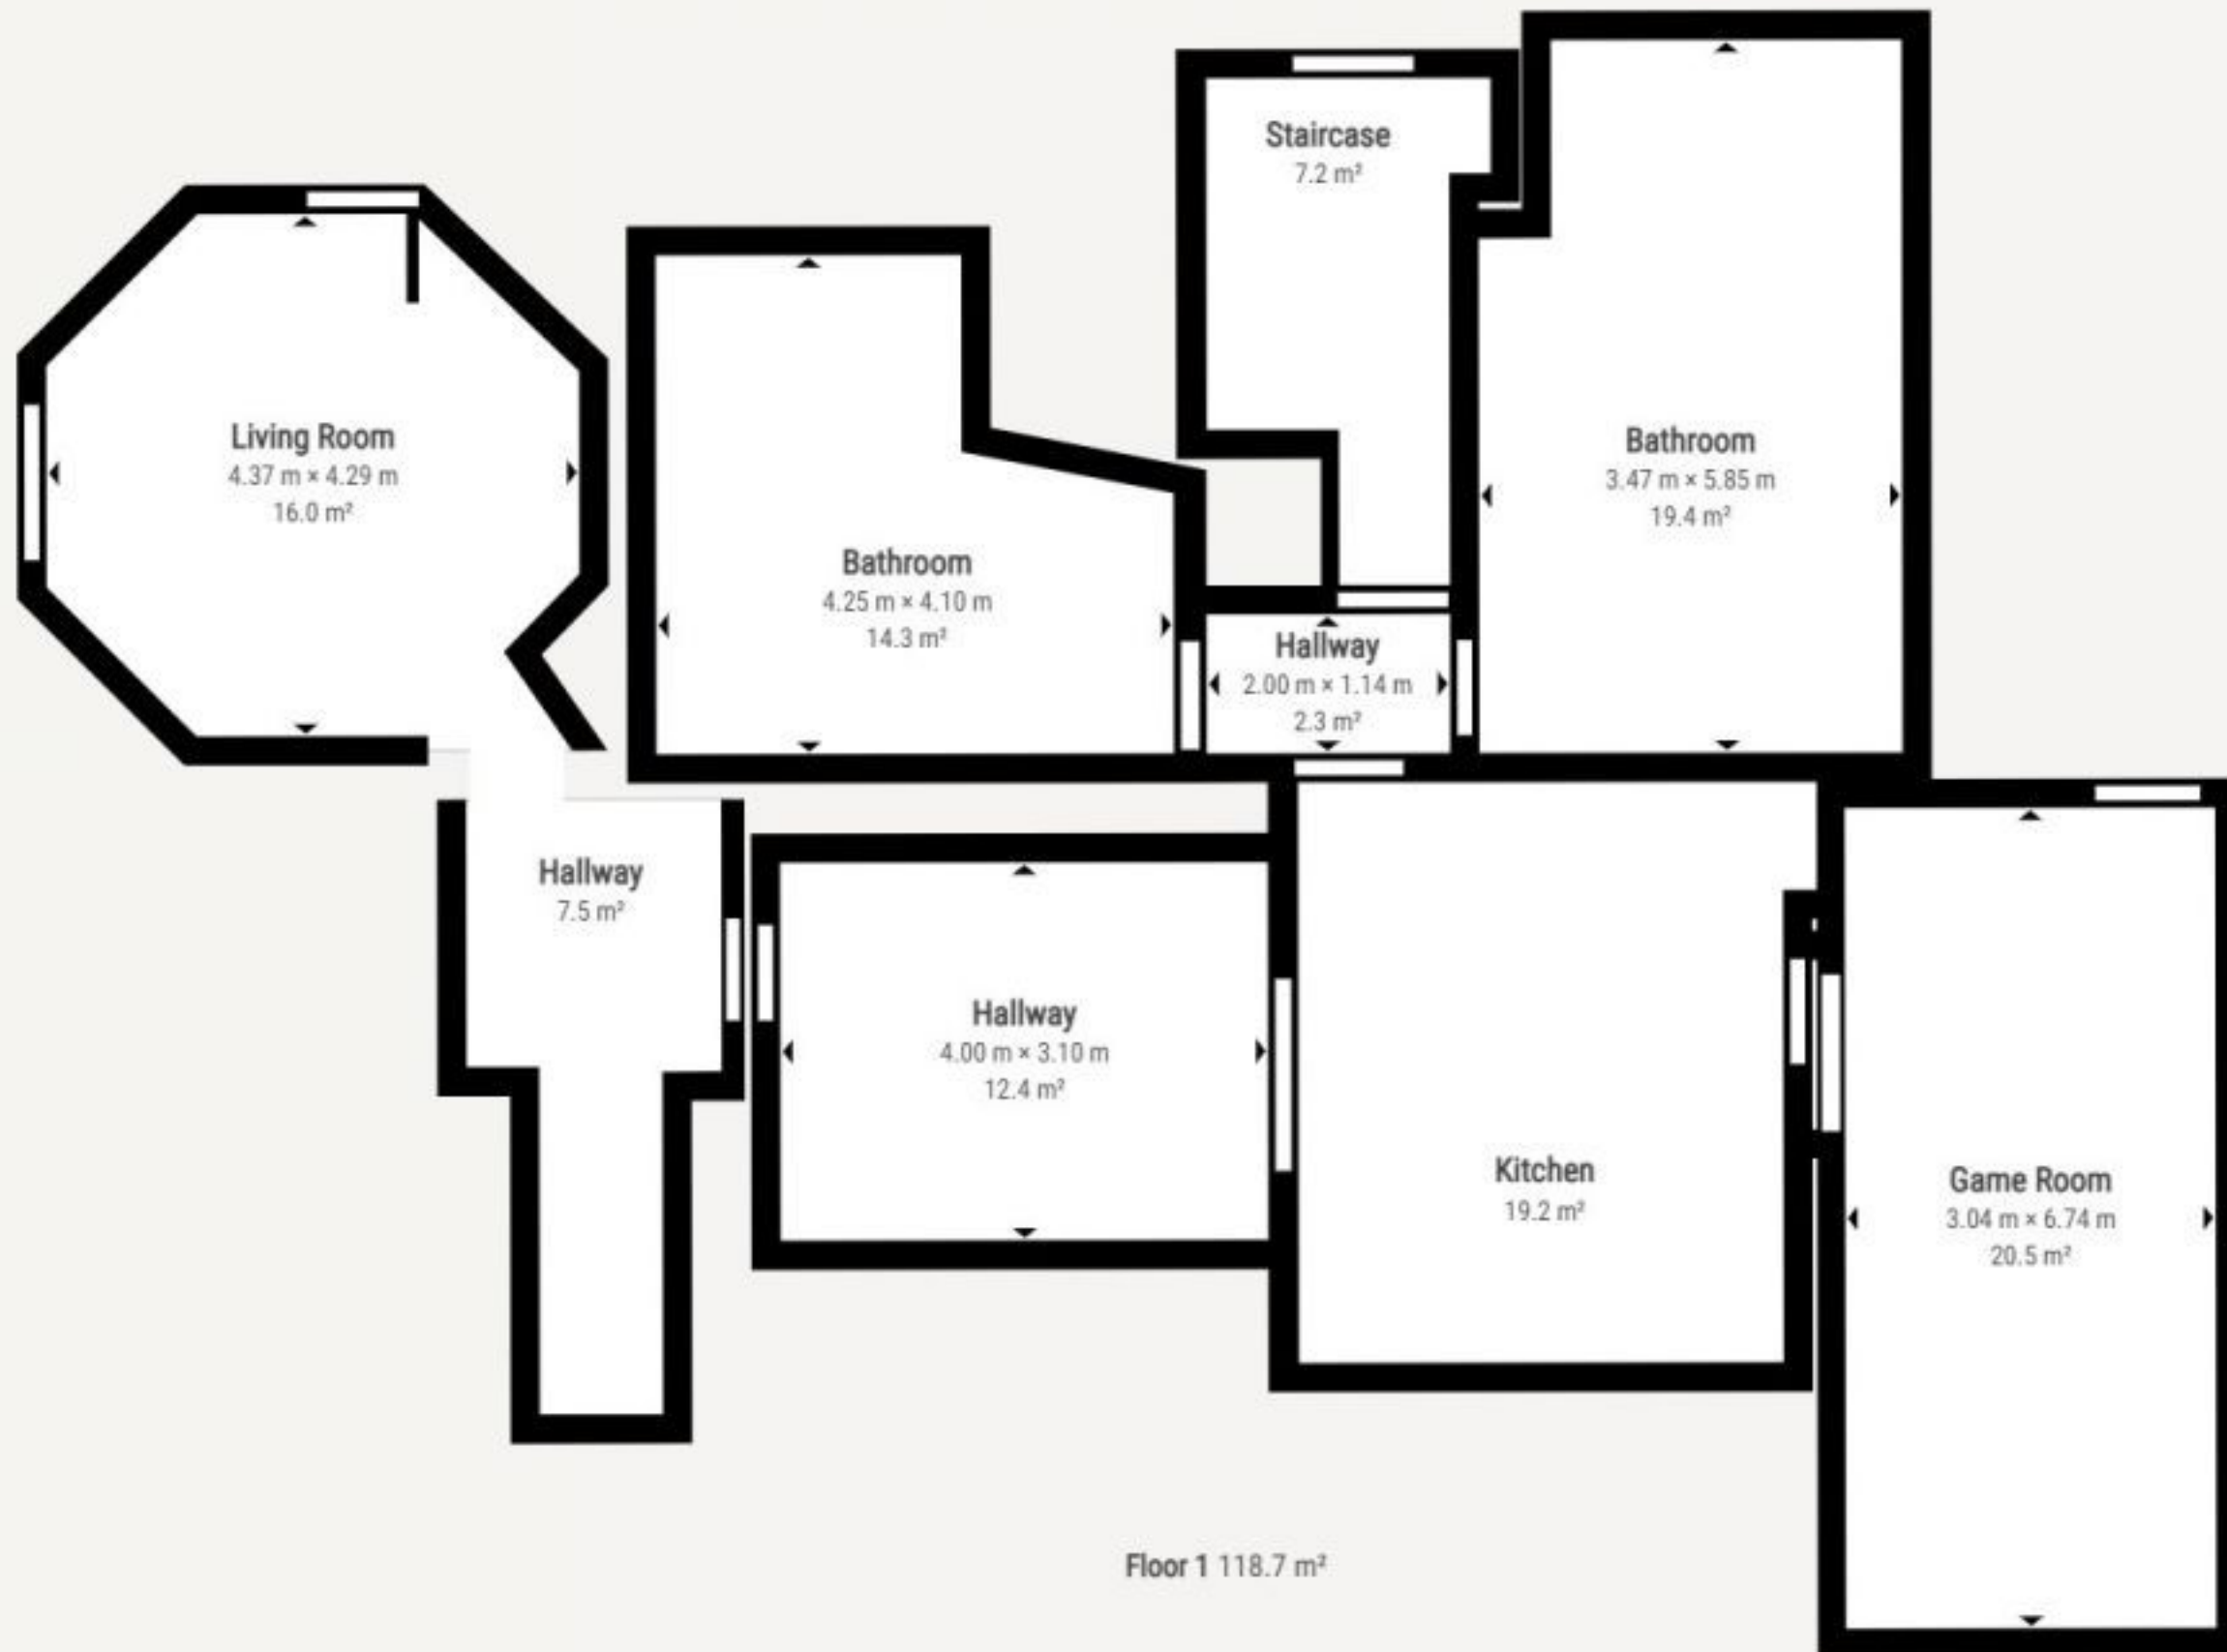 Staircase
7.2 m²
Living Room
4.37 m × 4.29 m
16.0 m²
Bathroom
3.47 m × 5.85 m
19.4 m²
Bathroom
4.25 m × 4.10 m
14.3 m²
Hallway
2.00 m × 1.14 m
2.3 m²
Hallway
7.5 m²
Hallway
4.00 m × 3.10 m
12.4 m²
Kitchen
19.2 m²
Game Room
3.04 m × 6.74 m
20.5 m²
Floor 1 118.7 m²